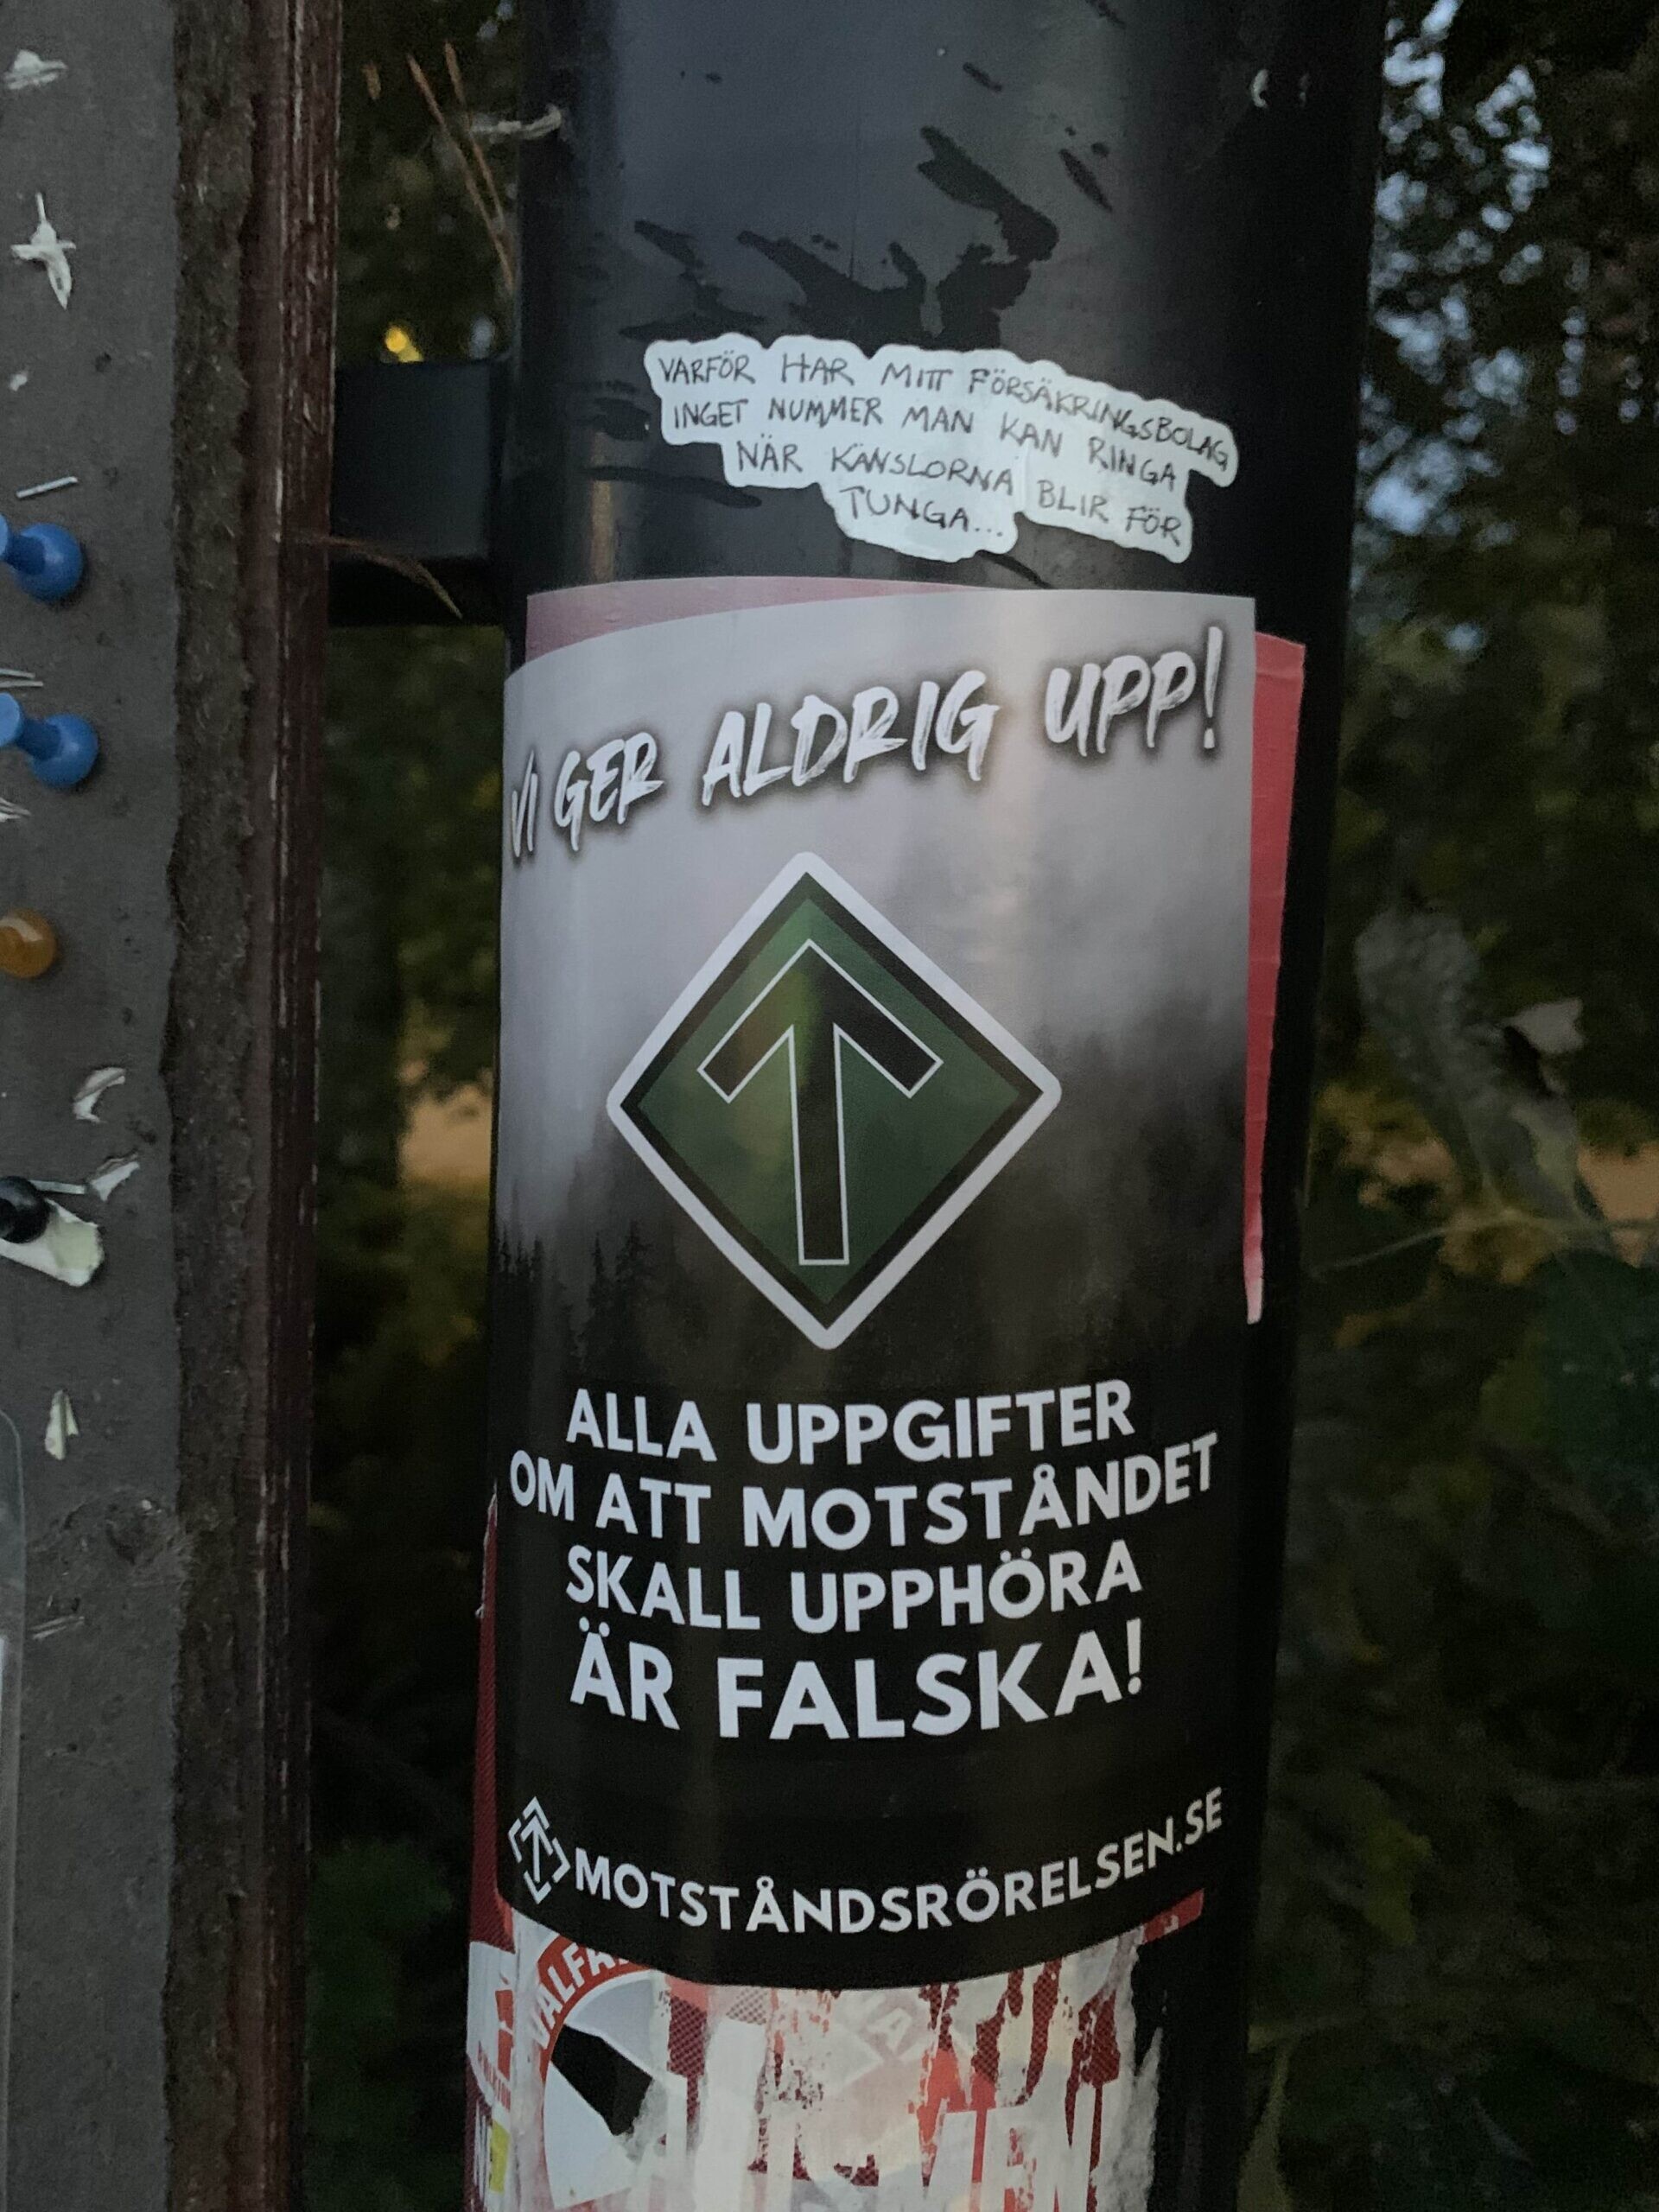 VARFÖR HAR MITT FÖRSÄKRINGSBOLAG
INGET NUMMER MAN KAN RINGA
NÄR KÄNSLORNA BLIR FÖR
TUNGA...
VI GER ALDRIG UPP!
ALLA UPPGIFTER
OM ATT MOTSTÅNDET
SKALL UPPHÖRA
ÄR FALSKA!
MOTSTÅNDSRÖRELSEN.SE